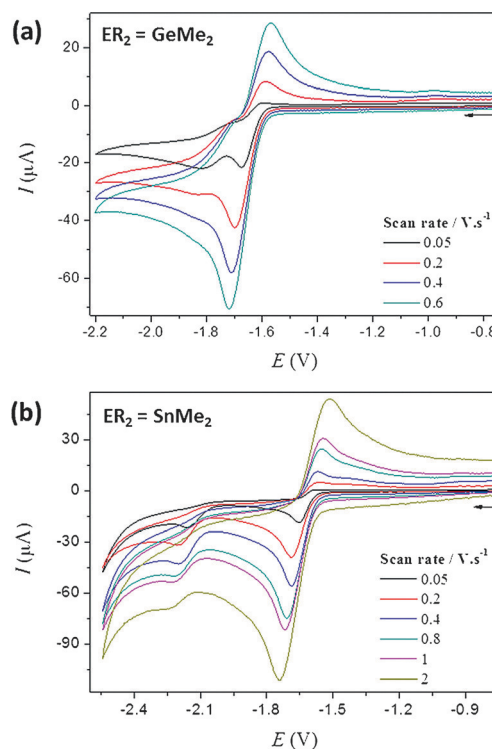 (a)
ER₂ = GeMe₂
20
0
-20
-40
-60
I (µA)
Scan rate / V.s⁻¹
0.05
0.2
0.4
0.6
-2.2 -2.0 -1.8 -1.6 -1.4 -1.2 -1.0 -0.8
E (V)
(b)
ER₂ = SnMe₂
30
0
-30
-60
-90
I (µA)
Scan rate / V.s⁻¹
0.05
0.2
0.4
0.8
1
2
-2.4 -2.1 -1.8 -1.5 -1.2 -0.9
E (V)